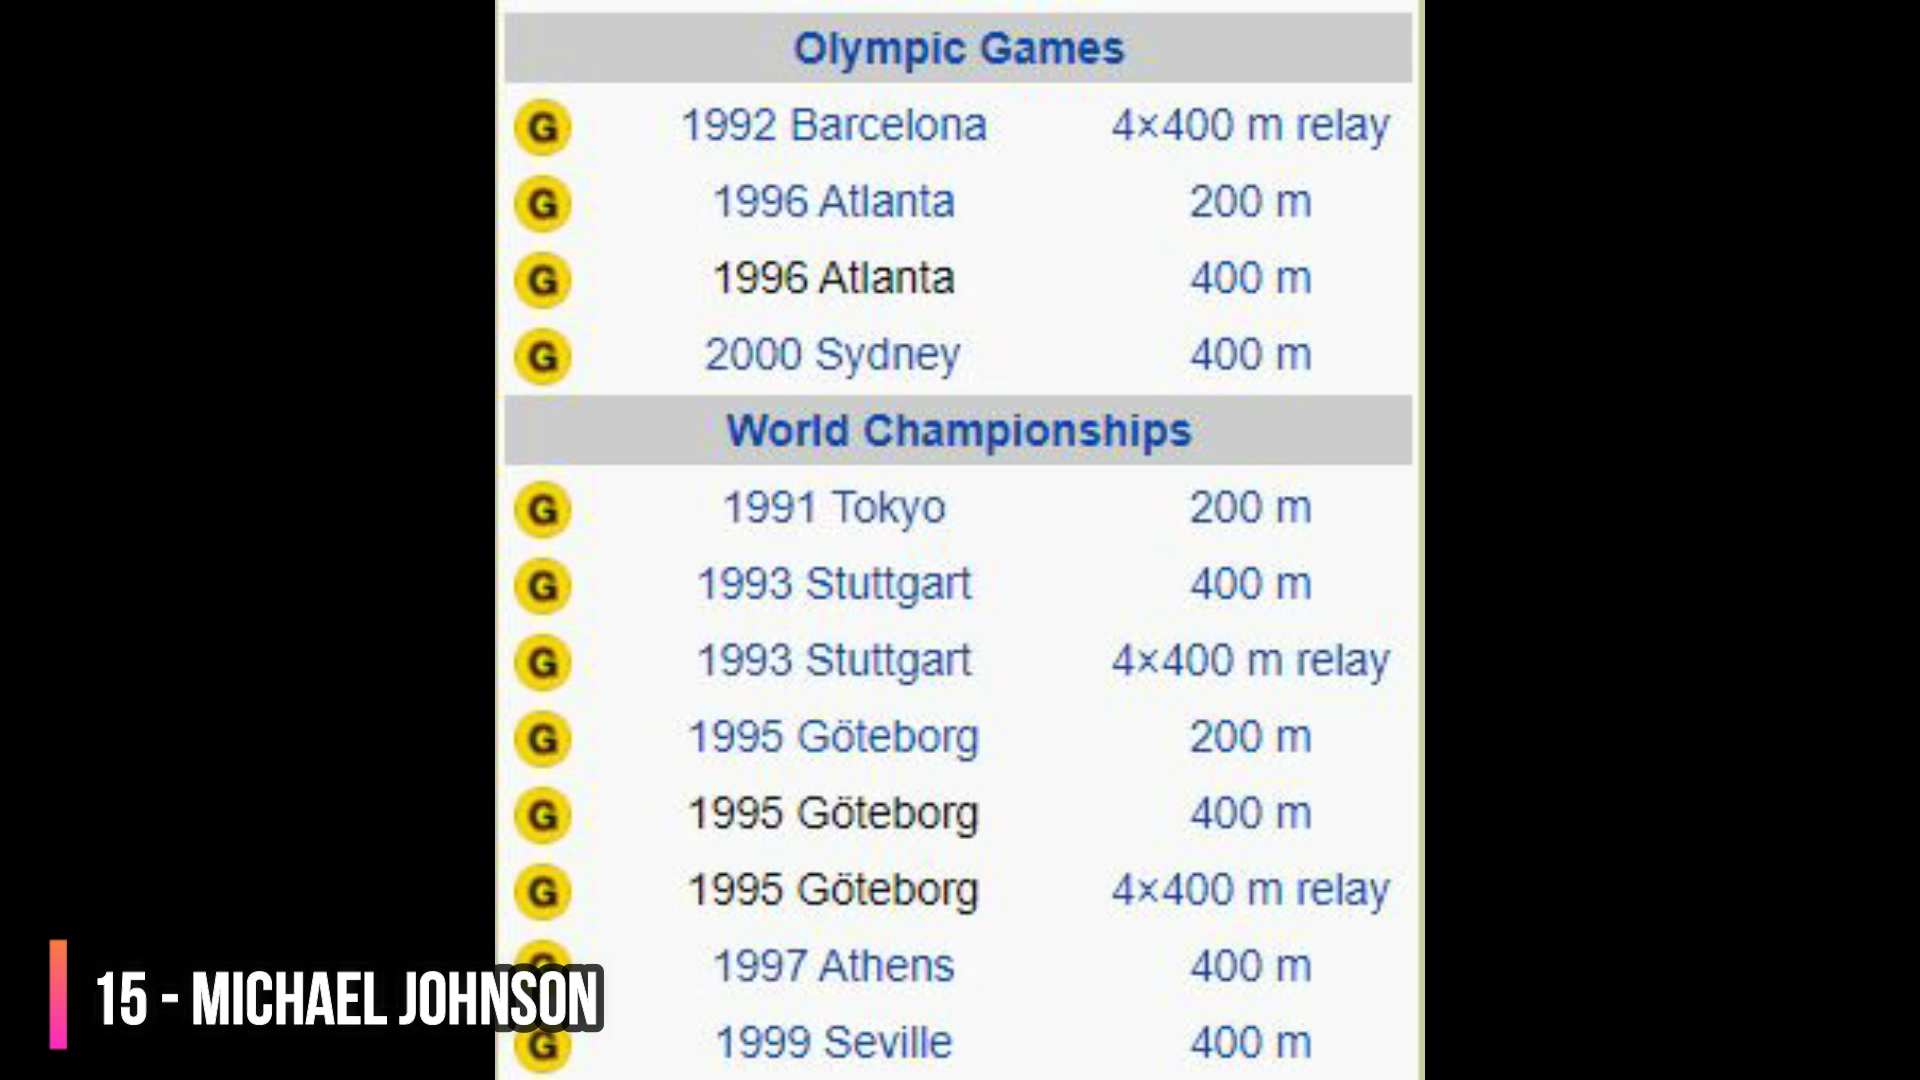 Olympic Games
G 1992 Barcelona 4×400 m relay
G 1996 Atlanta 200 m
G 1996 Atlanta 400 m
G 2000 Sydney 400 m
World Championships
G 1991 Tokyo 200 m
G 1993 Stuttgart 400 m
G 1993 Stuttgart 4×400 m relay
G 1995 Göteborg 200 m
G 1995 Göteborg 400 m
G 1995 Göteborg 4×400 m relay
G 1997 Athens 400 m
15 - MICHAEL JOHNSON
G 1999 Seville 400 m